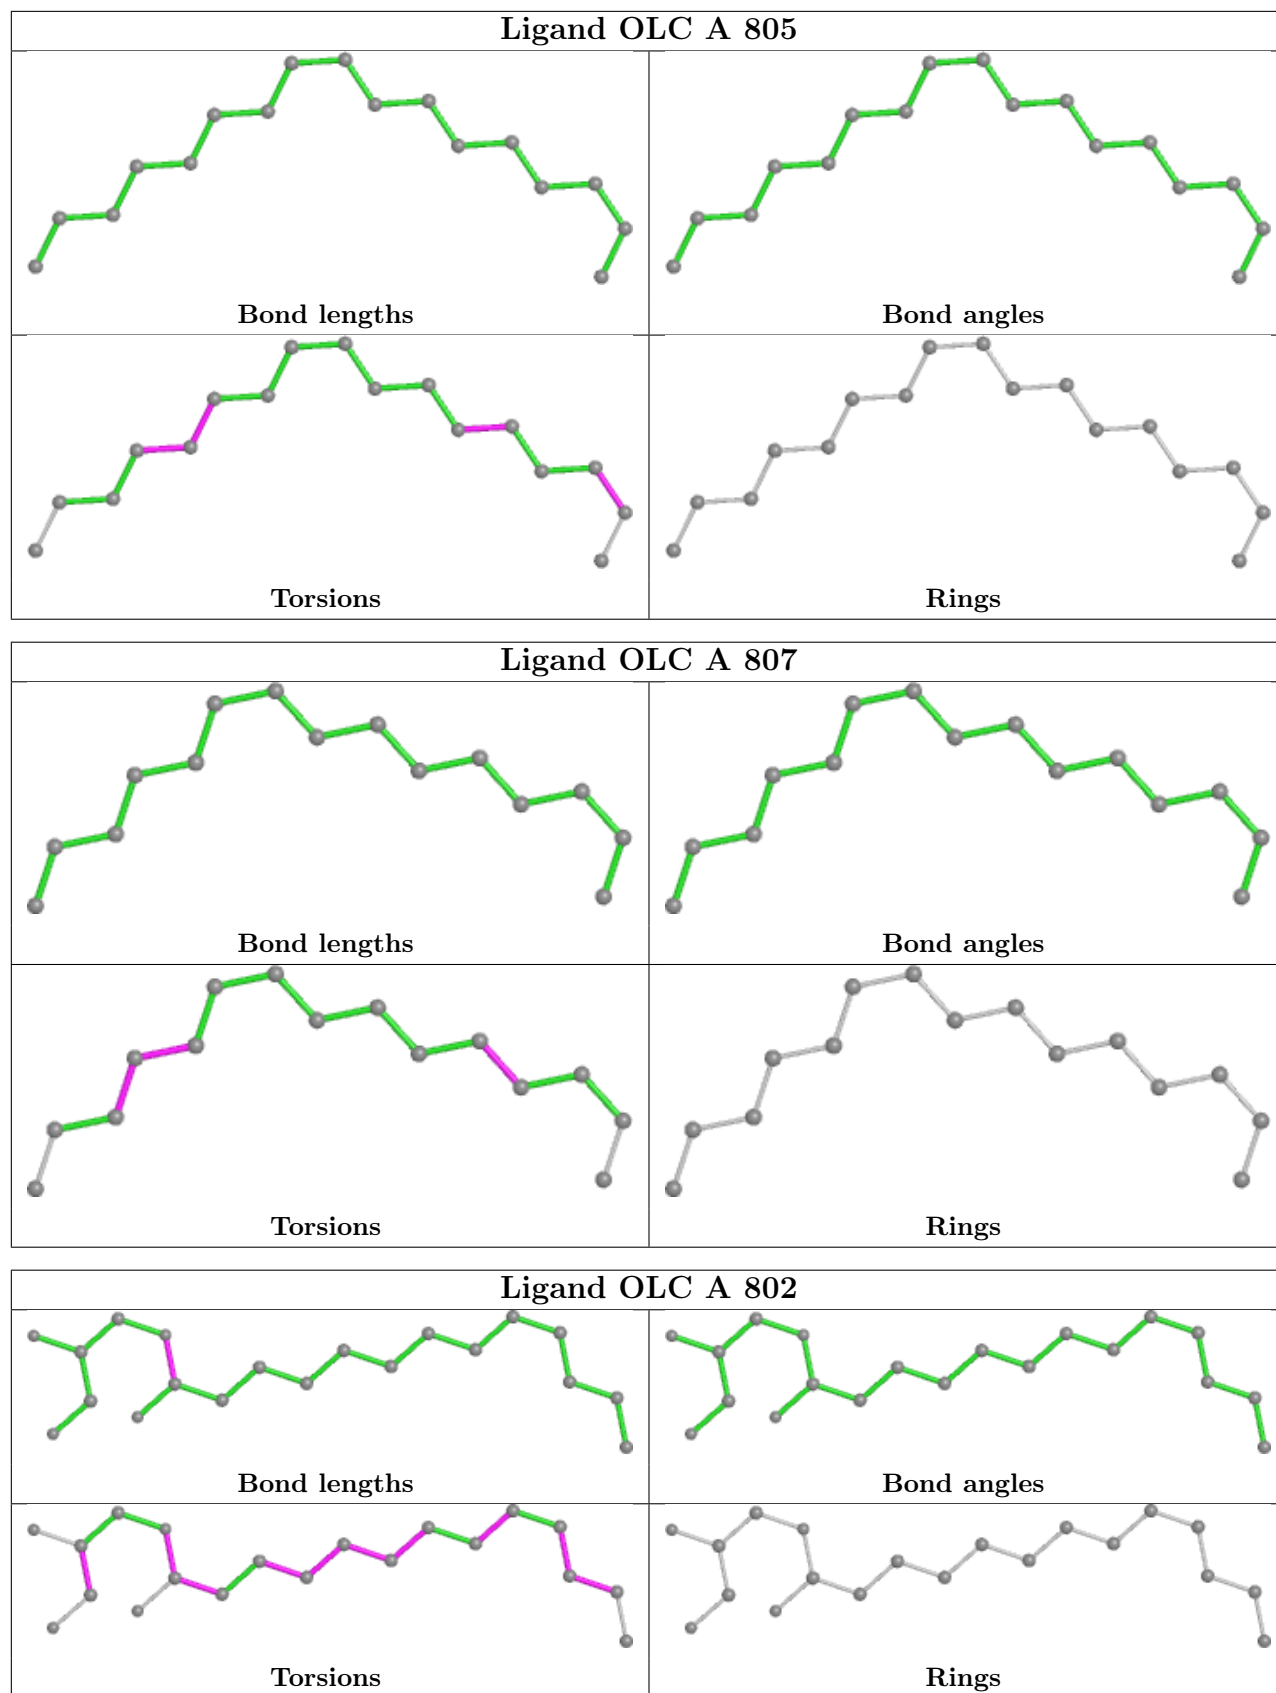 Ligand OLC A 805
Bond lengths
Bond angles
Torsions
Rings
Ligand OLC A 807
Bond lengths
Bond angles
Torsions
Rings
Ligand OLC A 802
Bond lengths
Bond angles
Torsions
Rings